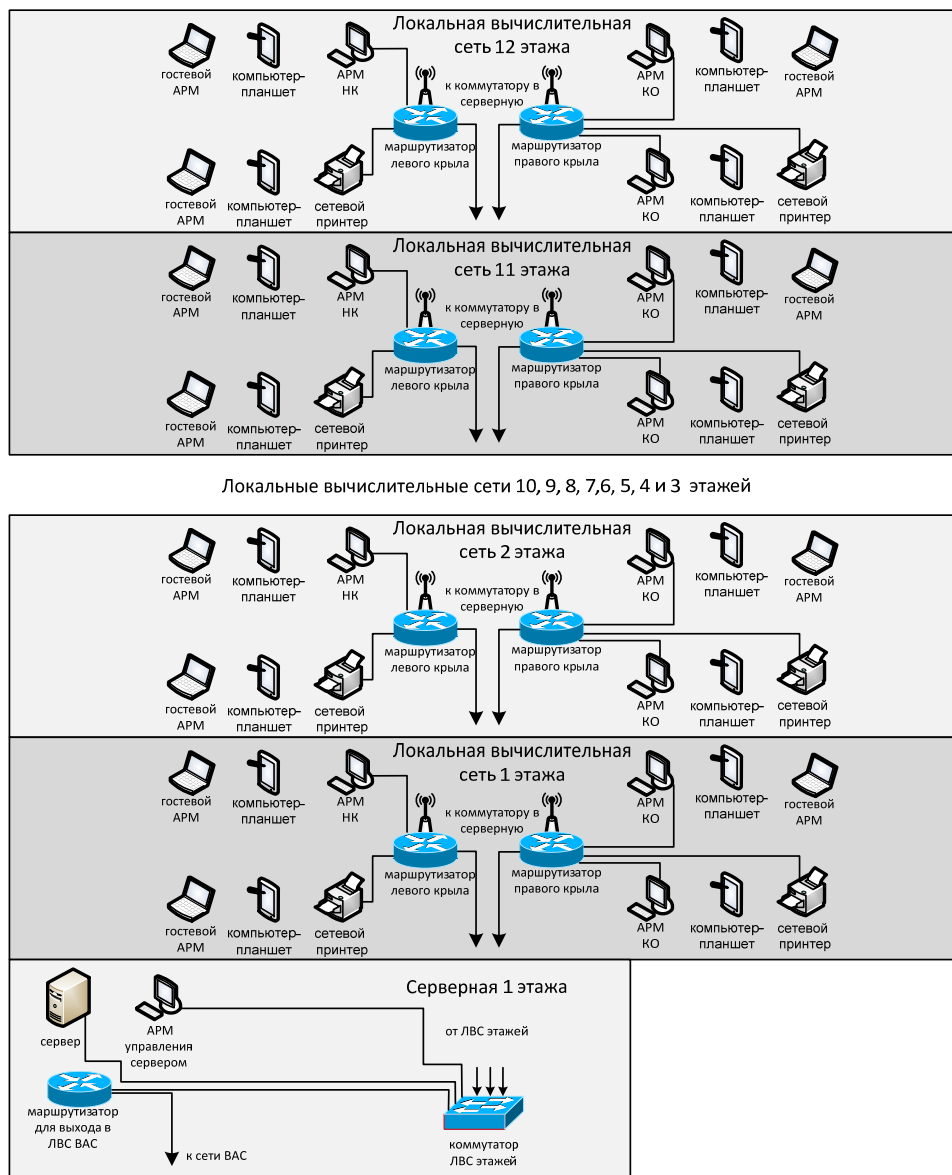 Локальная вычислительная
сеть 12 этажа
гостевой
АРМ
компьютер-
планшет
АРМ
НК
к коммутатору в
серверную
АРМ
КО
компьютер-
планшет
гостевой
АРМ
маршрутизатор
левого крыла
маршрутизатор
правого крыла
гостевой
АРМ
компьютер-
планшет
сетевой
принтер
АРМ
КО
компьютер-
планшет
сетевой
принтер
Локальная вычислительная
сеть 11 этажа
гостевой
АРМ
компьютер-
планшет
АРМ
НК
к коммутатору в
серверную
АРМ
КО
компьютер-
планшет
гостевой
АРМ
маршрутизатор
левого крыла
маршрутизатор
правого крыла
гостевой
АРМ
компьютер-
планшет
сетевой
принтер
АРМ
КО
компьютер-
планшет
сетевой
принтер
Локальные вычислительные сети 10, 9, 8, 7,6, 5, 4 и 3 этажей
Локальная вычислительная
сеть 2 этажа
гостевой
АРМ
компьютер-
планшет
АРМ
НК
к коммутатору в
серверную
АРМ
КО
компьютер-
планшет
гостевой
АРМ
маршрутизатор
левого крыла
маршрутизатор
правого крыла
гостевой
АРМ
компьютер-
планшет
сетевой
принтер
АРМ
КО
компьютер-
планшет
сетевой
принтер
Локальная вычислительная
сеть 1 этажа
гостевой
АРМ
компьютер-
планшет
АРМ
НК
к коммутатору в
серверную
АРМ
КО
компьютер-
планшет
гостевой
АРМ
маршрутизатор
левого крыла
маршрутизатор
правого крыла
гостевой
АРМ
компьютер-
планшет
сетевой
принтер
АРМ
КО
компьютер-
планшет
сетевой
принтер
Серверная 1 этажа
сервер
АРМ
управления
сервером
от ЛВС этажей
маршрутизатор
для выхода в
ЛВС ВАС
к сети ВАС
коммутатор
ЛВС этажей